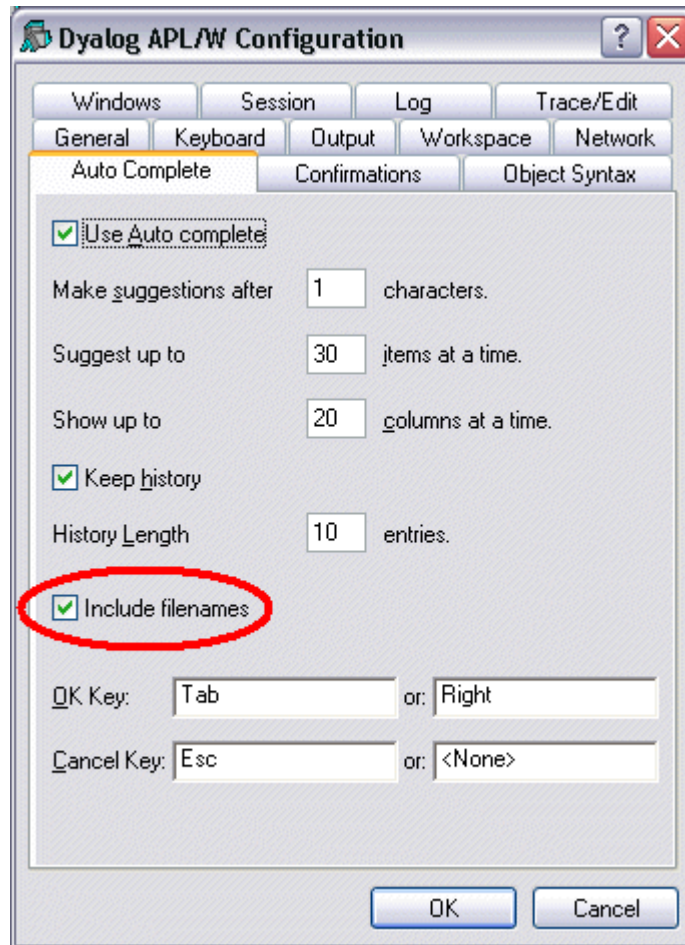 Dyalog APL/W Configuration
Windows Session Log Trace/Edit
General Keyboard Output Workspace Network
Auto Complete Confirmations Object Syntax
Use Auto complete
Make suggestions after 1 characters.
Suggest up to 30 items at a time.
Show up to 20 columns at a time.
Keep history
History Length 10 entries.
Include filenames
OK Key: Tab or: Right
Cancel Key: Esc or: <None>
OK Cancel